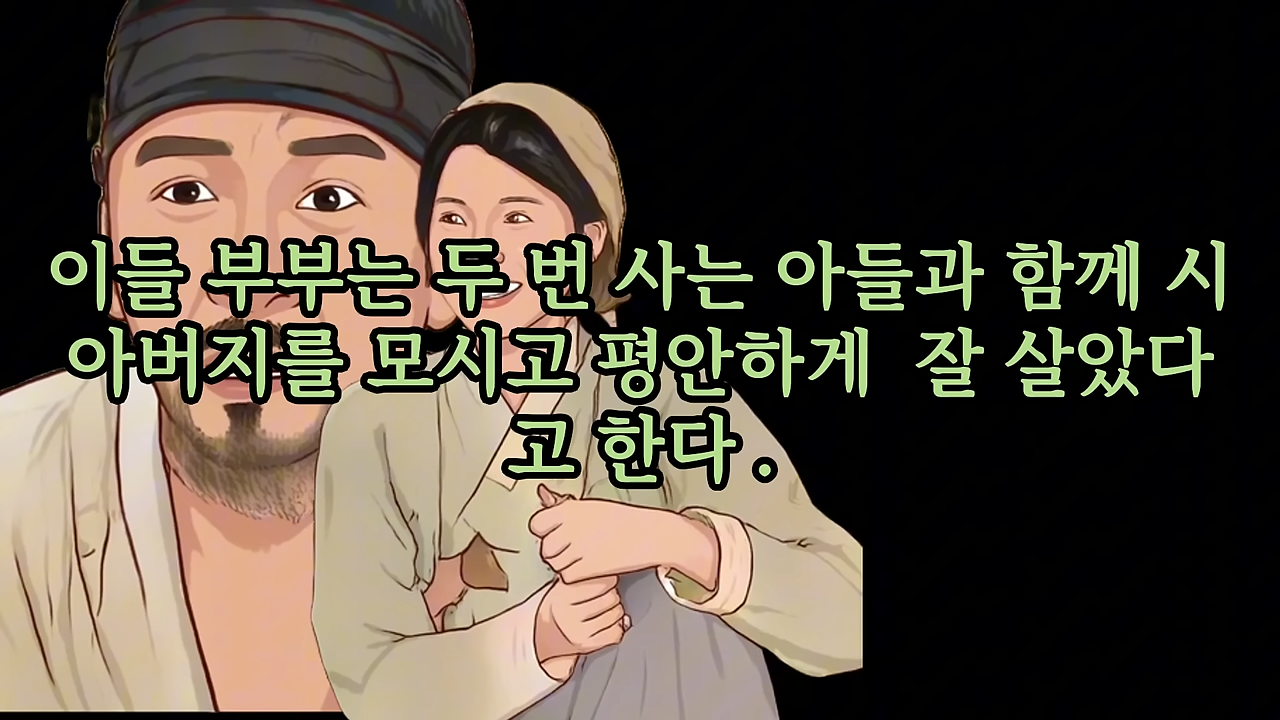 이들 부부는 두 번 사는 아들과 함께 시
아버지를 모시고 평안하게  잘 살았다
고 한다.